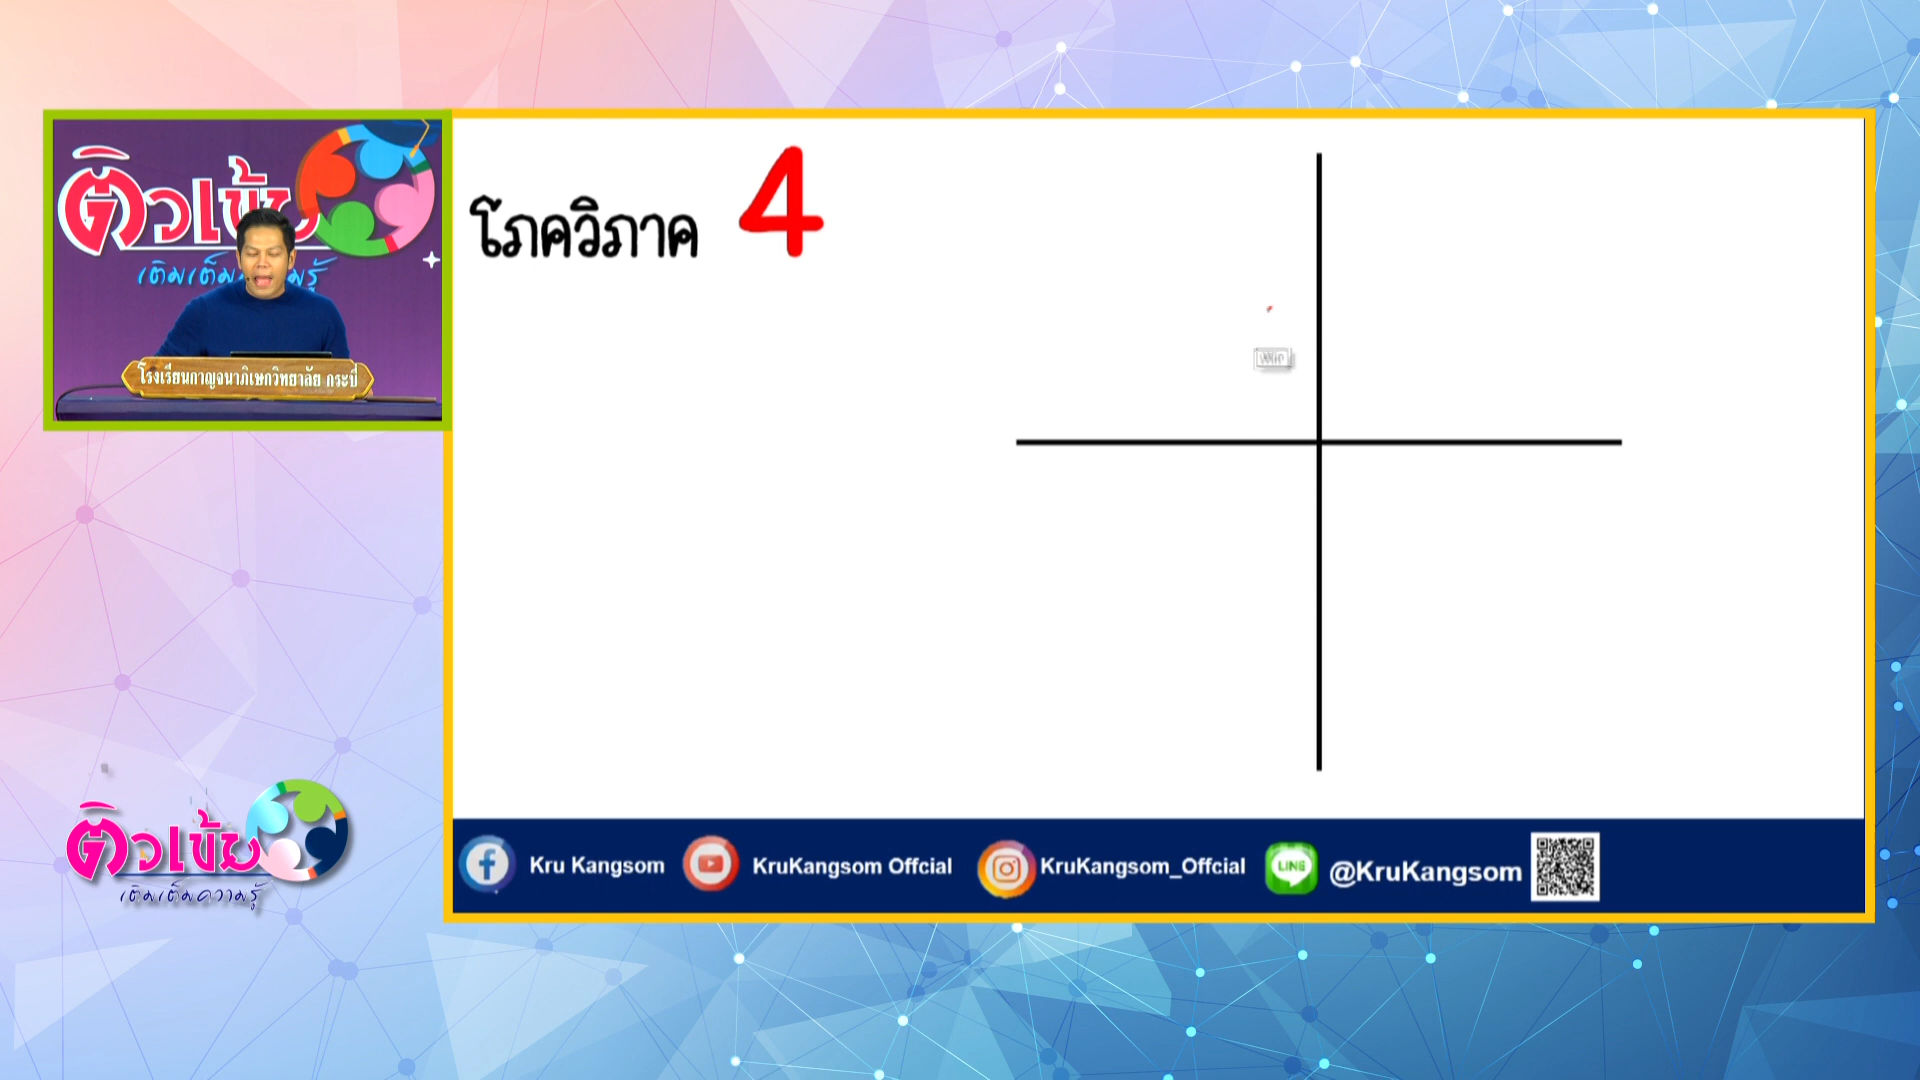 ติวเข้ม
เติมเต็มความรู้
โรงเรียนกาญจนาภิเษกวิทยาลัย กระบี่
โภควิภาค 4
ติวเข้ม
เติมเต็มความรู้
Kru Kangsom
KruKangsom Offcial
KruKangsom_Offcial
LINE
@KruKangsom